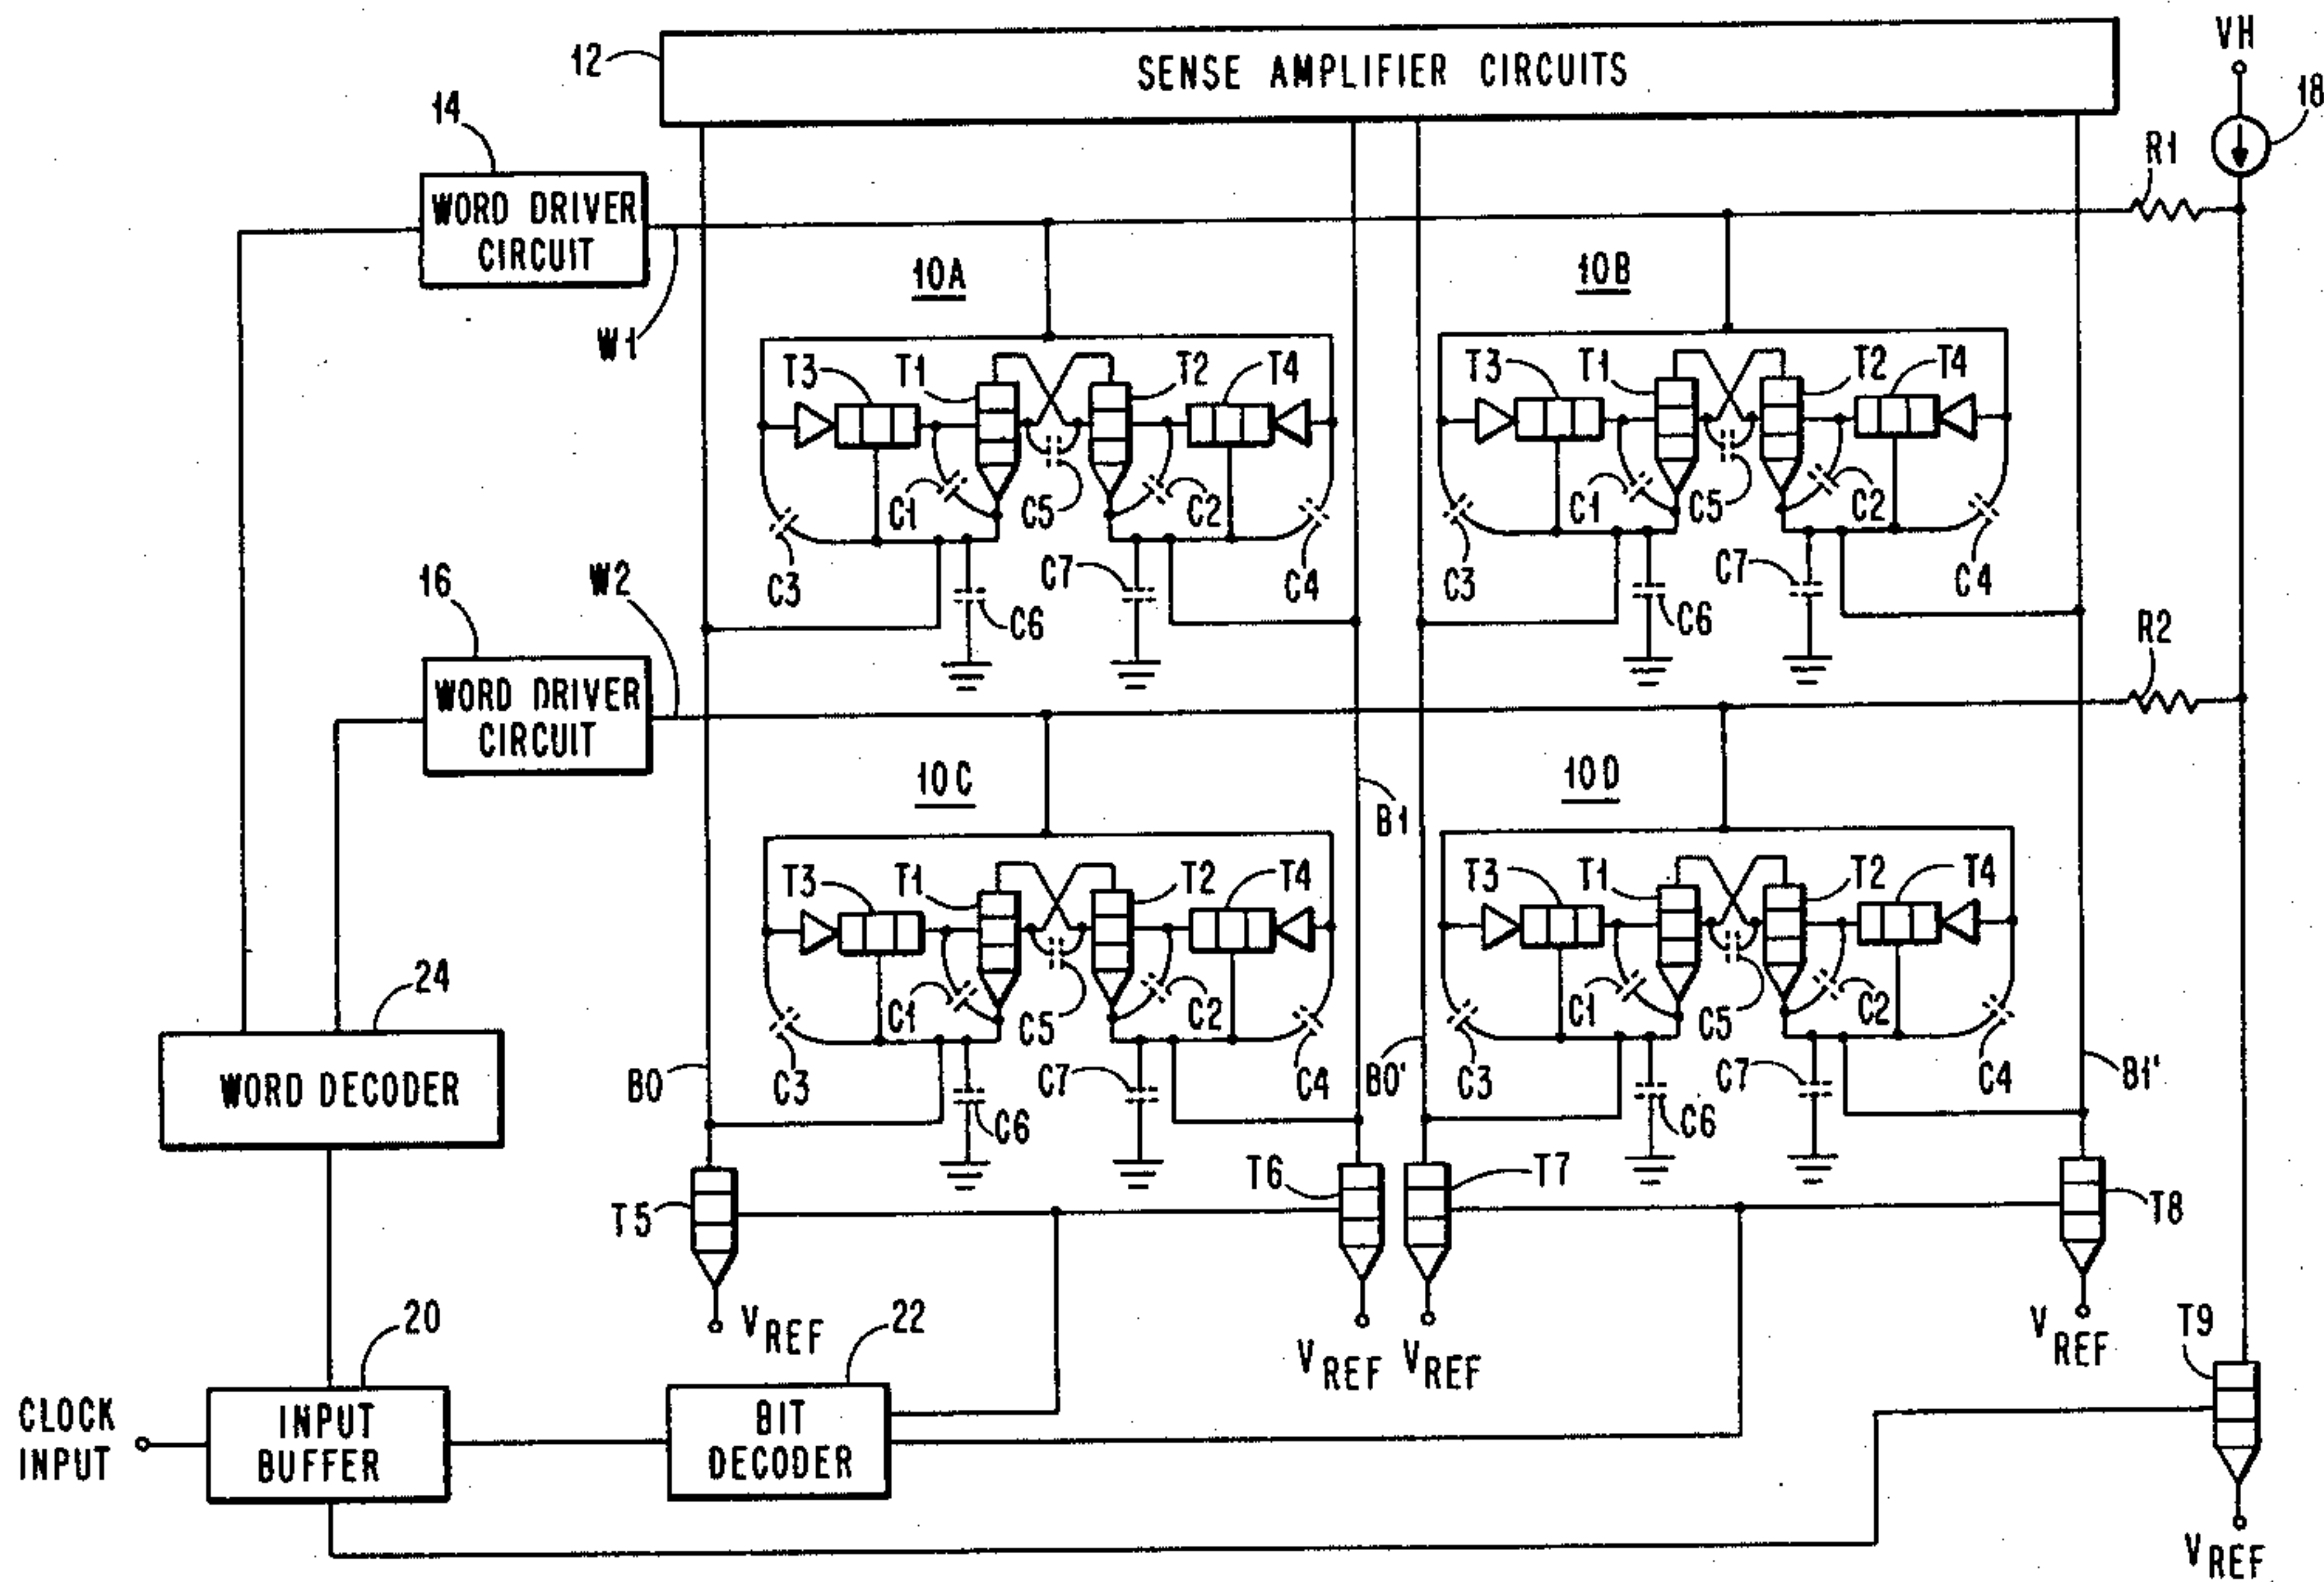 VH
12
SENSE AMPLIFIER CIRCUITS
18
14
R1
WORD DRIVER
CIRCUIT
10A
10B
W1
T3
T1
T2
T4
T3
T1
T2
T4
C1
C5
C2
C1
C5
C2
C3
C7
C4
C3
C7
C4
16
W2
C6
C6
R2
WORD DRIVER
CIRCUIT
10C
10D
B1
T3
T1
T2
T4
T3
T1
T2
T4
24
C1
C5
C2
C1
C5
C2
WORD DECODER
B0
C3
C7
C4
B0'
C3
C7
C4
B1'
C6
C6
T5
T6
T7
T8
20
VREF
22
VREF
VREF
VREF
T9
CLOCK
INPUT
INPUT
BUFFER
BIT
DECODER
VREF